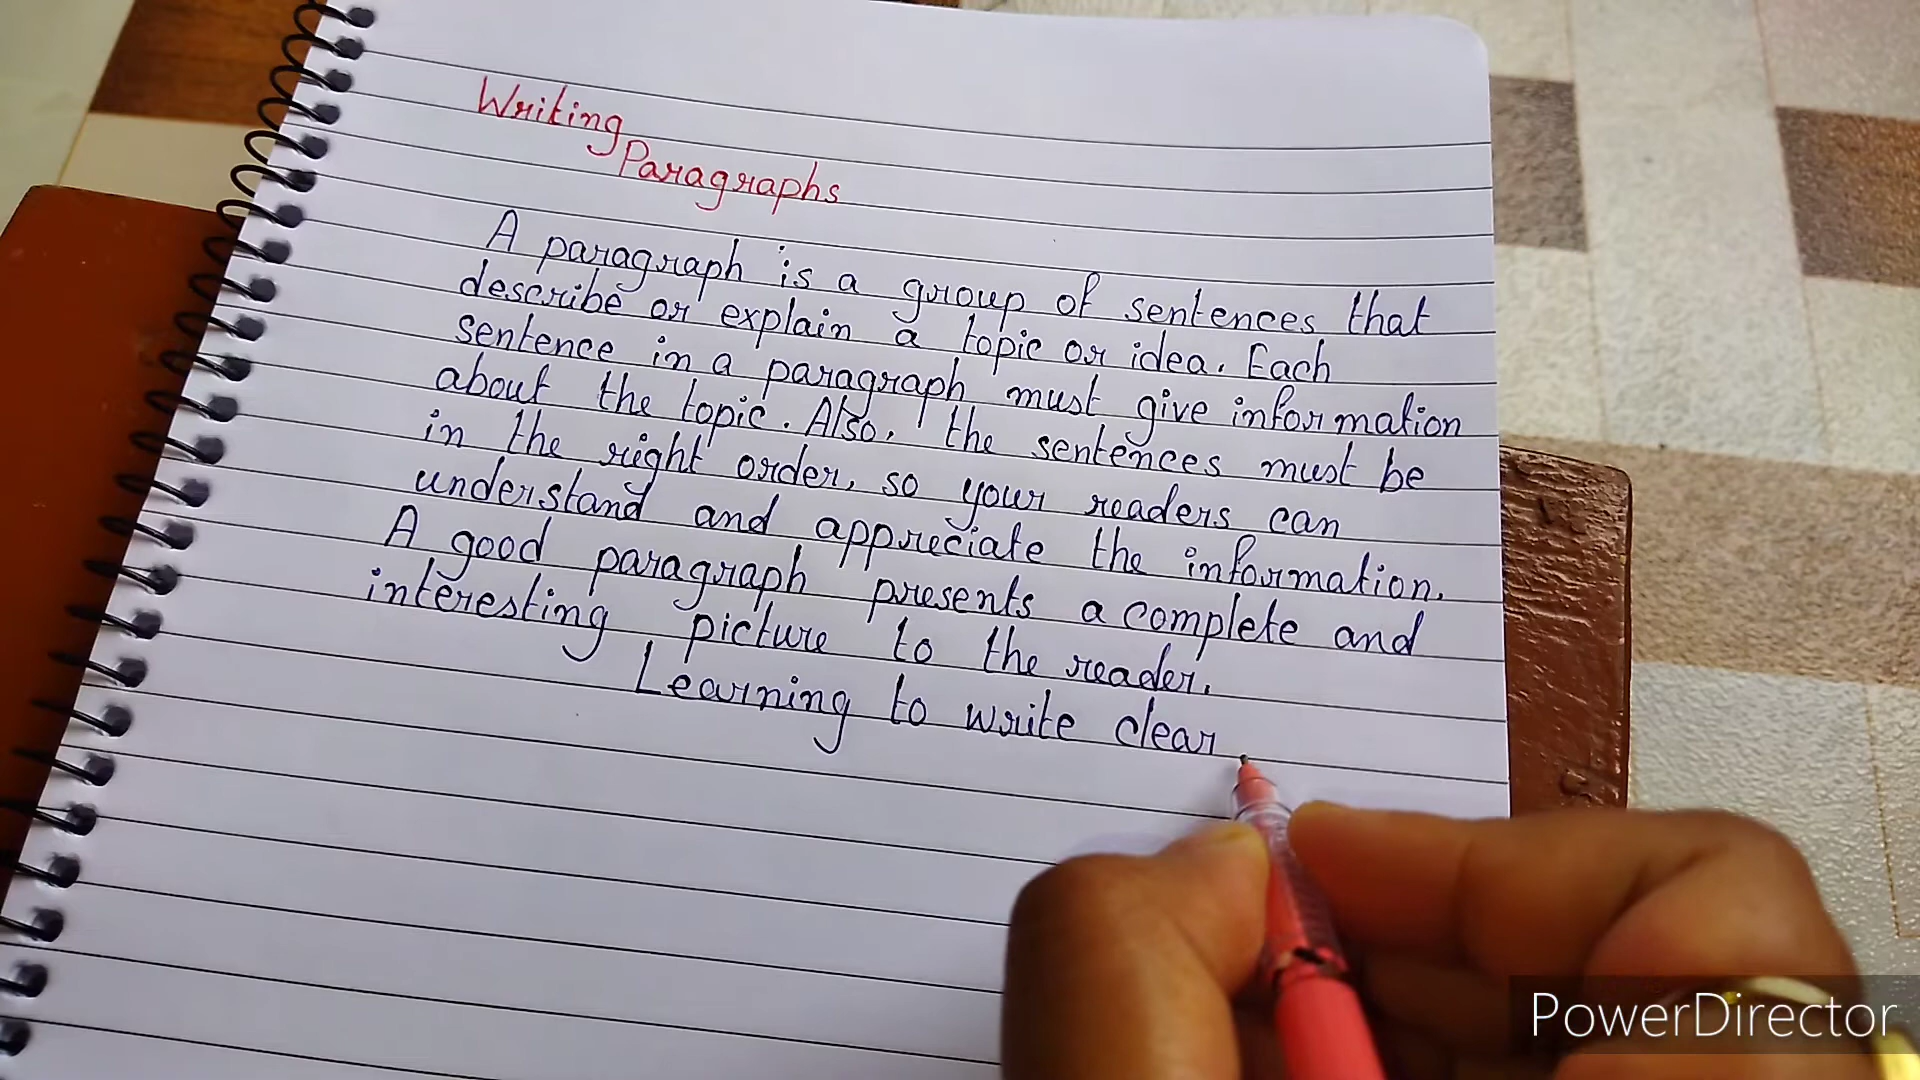 Writing
Paragraphs
A paragraph is a group of sentences that
describe or explain a topic or idea. Each
sentence in a paragraph must give information
about the topic. Also, the sentences must be
in the right order, so your readers can
understand and appreciate the information.
A good paragraph presents a complete and
interesting picture to the reader.
Learning to write clear
PowerDirector